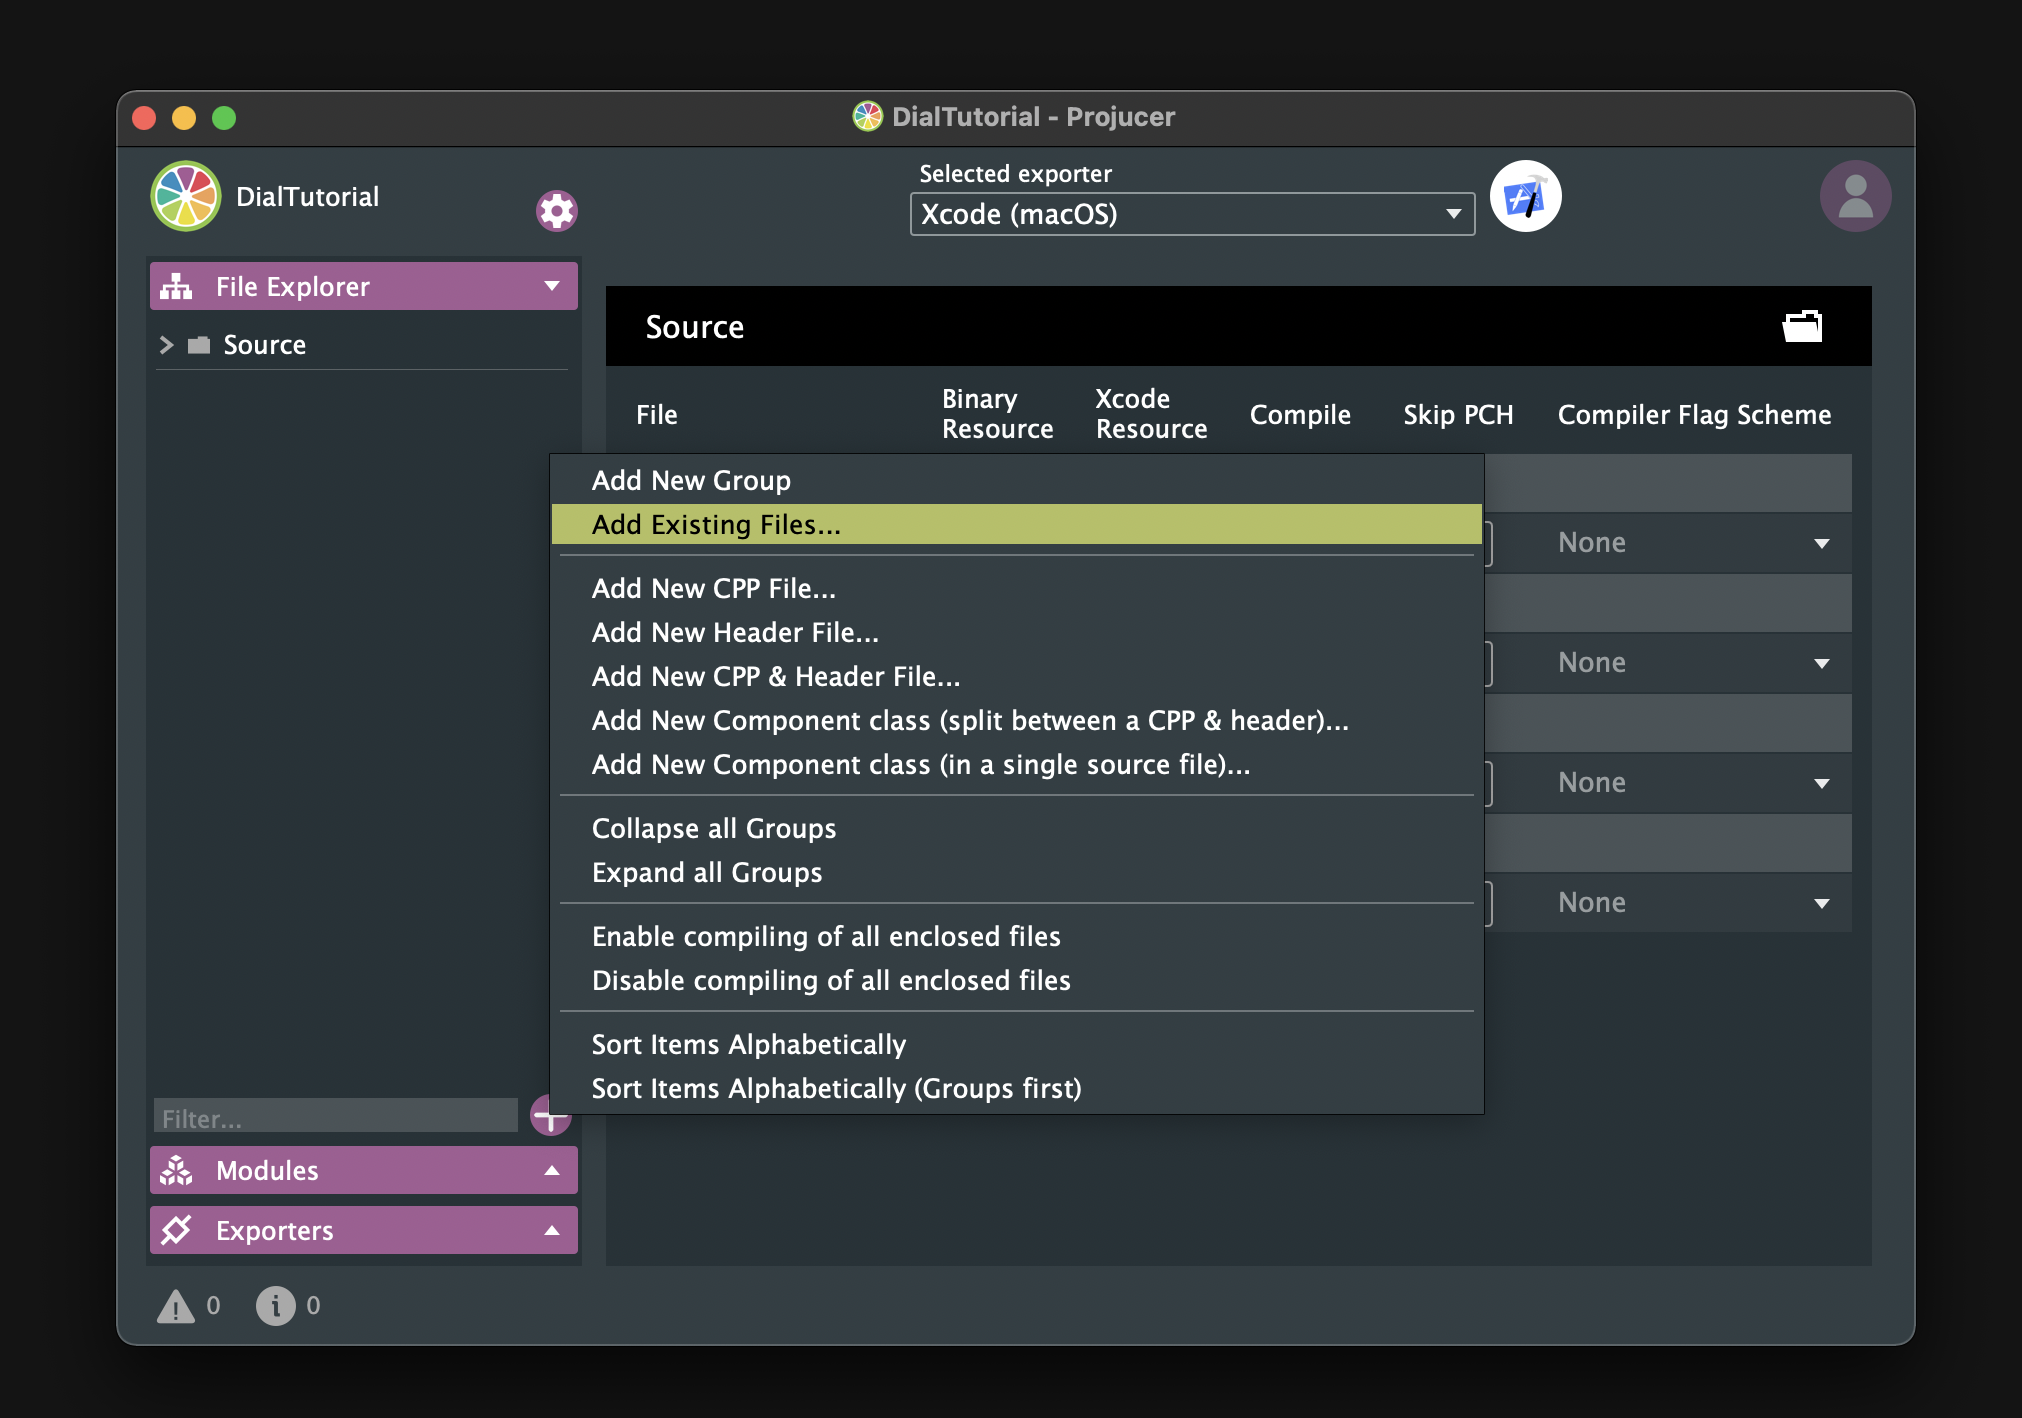 DialTutorial - Projucer
DialTutorial
Selected exporter
Xcode (macOS)
File Explorer
Source
Source
File
Binary
Resource
Xcode
Resource
Compile
Skip PCH
Compiler Flag Scheme
Add New Group
Add Existing Files...
Add New CPP File...
Add New Header File...
Add New CPP & Header File...
Add New Component class (split between a CPP & header)...
Add New Component class (in a single source file)...
Collapse all Groups
Expand all Groups
Enable compiling of all enclosed files
Disable compiling of all enclosed files
Sort Items Alphabetically
Sort Items Alphabetically (Groups first)
None
None
None
None
Filter...
Modules
Exporters
0
0